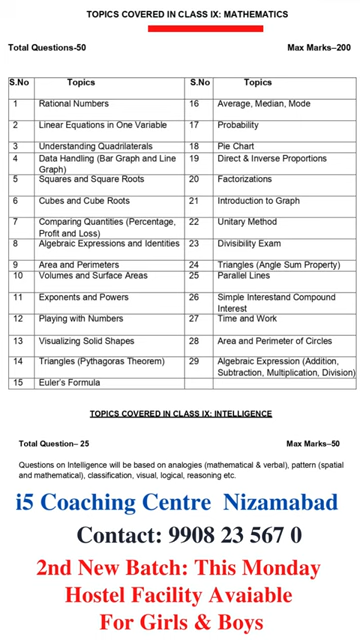 TOPICS COVERED IN CLASS IX: MATHEMATICS
Total Questions-50 Max Marks-200
S.No Topics S.No Topics
1 Rational Numbers 16 Average, Median, Mode
2 Linear Equations in One Variable 17 Probability
3 Understanding Quadrilaterals 18 Pie Chart
4 Data Handling (Bar Graph and Line Graph) 19 Direct & Inverse Proportions
5 Squares and Square Roots 20 Factorizations
6 Cubes and Cube Roots 21 Introduction to Graph
7 Comparing Quantities (Percentage, Profit and Loss) 22 Unitary Method
8 Algebraic Expressions and Identities 23 Divisibility Exam
9 Area and Perimeters 24 Triangles (Angle Sum Property)
10 Volumes and Surface Areas 25 Parallel Lines
11 Exponents and Powers 26 Simple Interestand Compound Interest
12 Playing with Numbers 27 Time and Work
13 Visualizing Solid Shapes 28 Area and Perimeter of Circles
14 Triangles (Pythagoras Theorem) 29 Algebraic Expression (Addition, Subtraction, Multiplication, Division)
15 Euler's Formula
TOPICS COVERED IN CLASS IX: INTELLIGENCE
Total Question– 25 Max Marks-50
Questions on Intelligence will be based on analogies (mathematical & verbal), pattern (spatial
and mathematical), classification, visual, logical, reasoning etc.
i5 Coaching Centre Nizamabad
Contact: 9908 23 567 0
2nd New Batch: This Monday
Hostel Facility Avaiable
For Girls & Boys